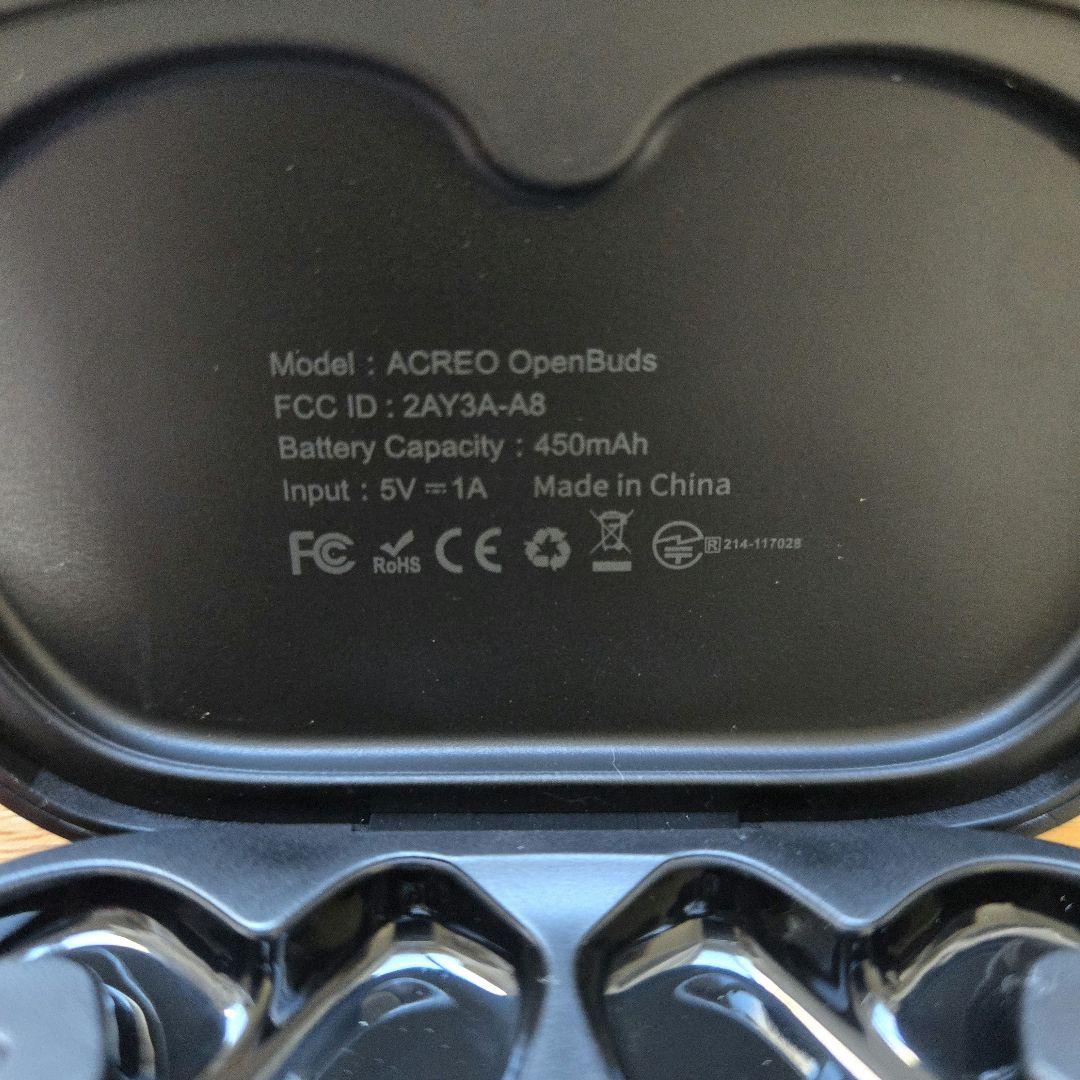 Model : ACREO OpenBuds
FCC ID : 2AY3A-A8
Battery Capacity : 450mAh
Input : 5V⎓1A Made in China
FC RoHS CE R 214-117028